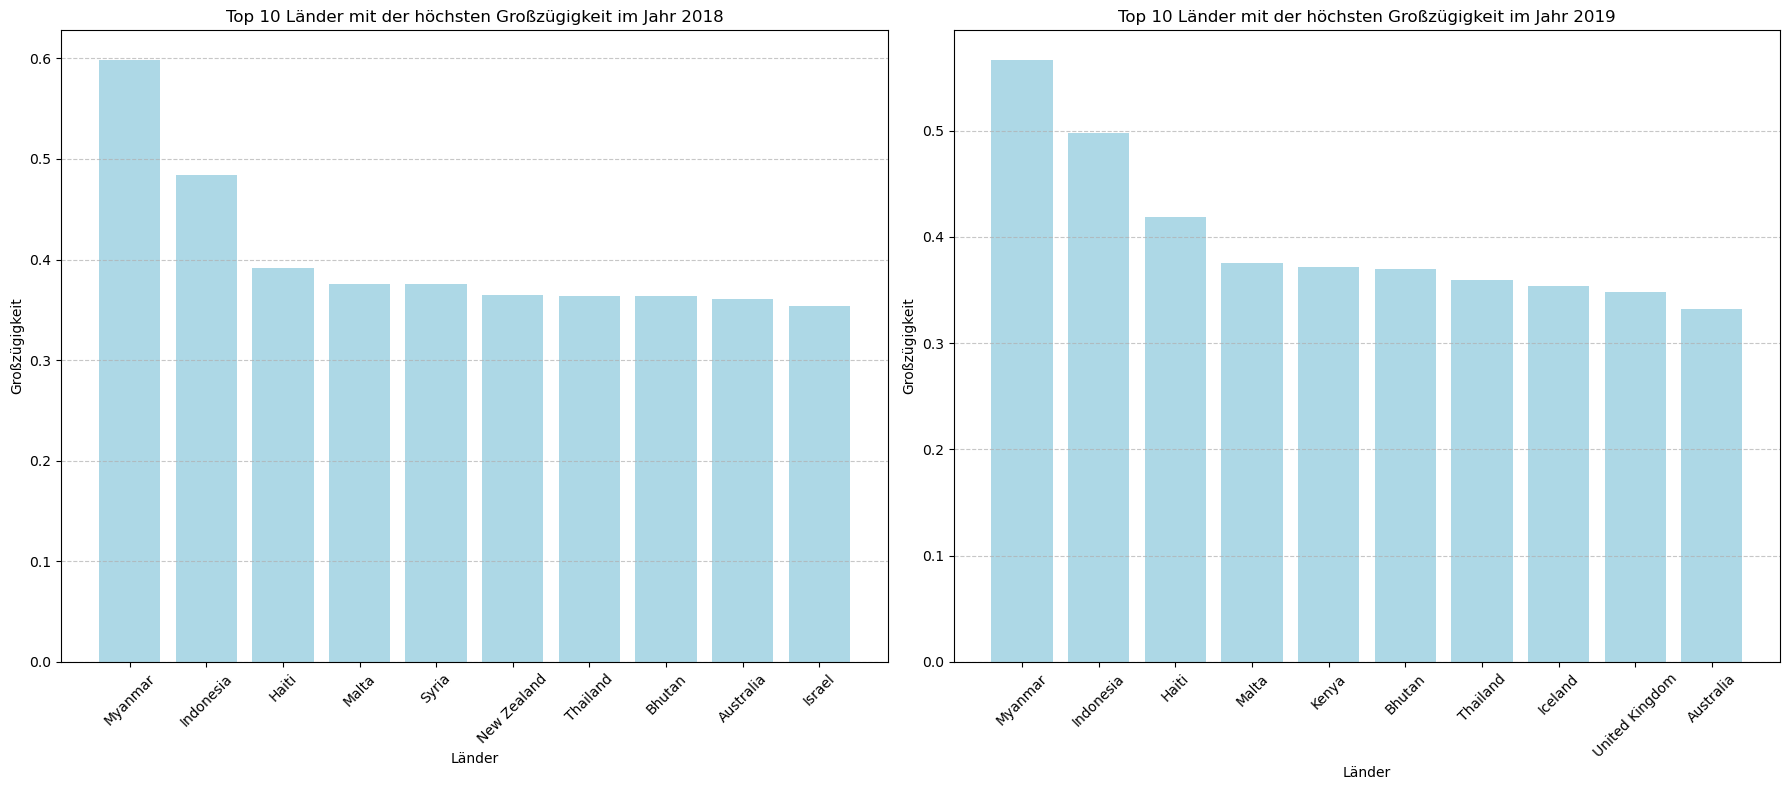 Top 10 Länder mit der höchsten Großzügigkeit im Jahr 2018
Großzügigkeit
0.6
0.5
0.4
0.3
0.2
0.1
0.0
Myanmar
Indonesia
Haiti
Malta
Syria
New Zealand
Thailand
Bhutan
Australia
Israel
Länder
Top 10 Länder mit der höchsten Großzügigkeit im Jahr 2019
Großzügigkeit
0.5
0.4
0.3
0.2
0.1
0.0
Myanmar
Indonesia
Haiti
Malta
Kenya
Bhutan
Thailand
Iceland
United Kingdom
Australia
Länder